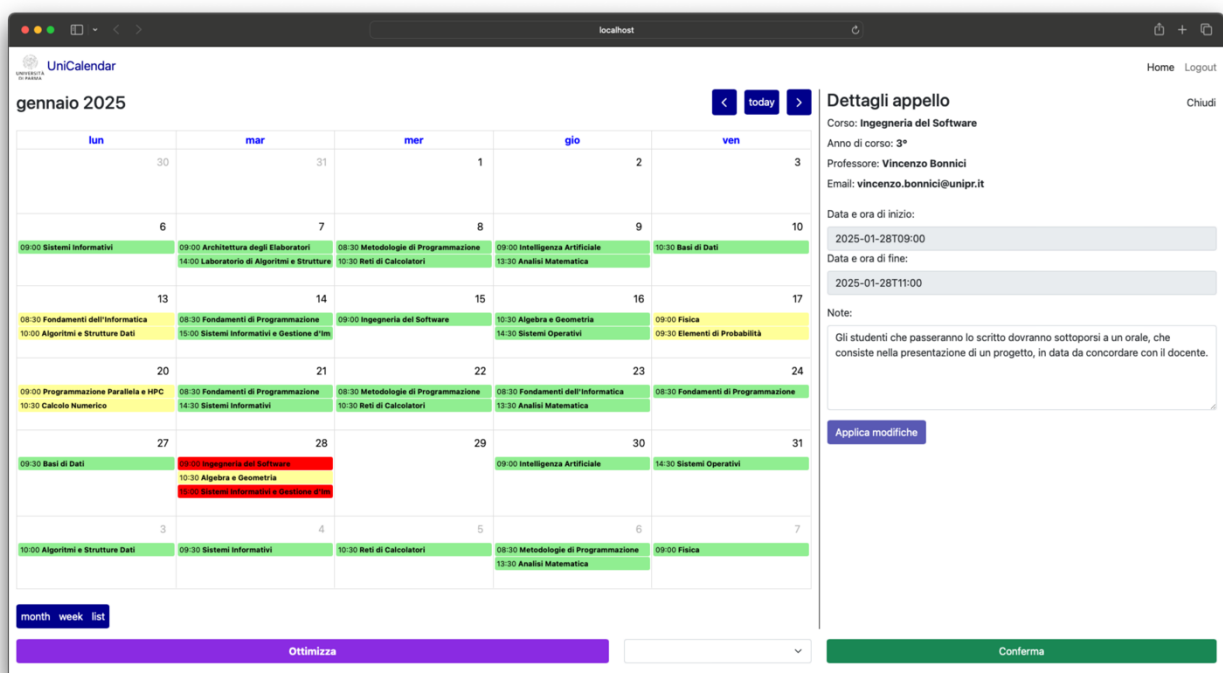 localhost
UNIVERSITÀ
DI PARMA
UniCalendar
Home Logout
gennaio 2025
today
lun mar mer gio ven
30 31 1 2 3
6 7 8 9 10
09:00 Sistemi Informativi
09:00 Architettura degli Elaboratori
14:00 Laboratorio di Algoritmi e Strutture
08:30 Metodologie di Programmazione
10:30 Reti di Calcolatori
09:00 Intelligenza Artificiale
13:30 Analisi Matematica
10:30 Basi di Dati
13 14 15 16 17
08:30 Fondamenti dell'Informatica
10:00 Algoritmi e Strutture Dati
08:30 Fondamenti di Programmazione
15:00 Sistemi Informativi e Gestione d'Im
09:00 Ingegneria del Software
10:30 Algebra e Geometria
14:30 Sistemi Operativi
09:00 Fisica
09:30 Elementi di Probabilità
20 21 22 23 24
09:00 Programmazione Parallela e HPC
10:30 Calcolo Numerico
08:30 Fondamenti di Programmazione
14:30 Sistemi Informativi
08:30 Metodologie di Programmazione
10:30 Reti di Calcolatori
08:30 Fondamenti dell'Informatica
13:30 Analisi Matematica
08:30 Fondamenti di Programmazione
27 28 29 30 31
09:30 Basi di Dati
09:00 Ingegneria del Software
10:30 Algebra e Geometria
15:00 Sistemi Informativi e Gestione d'Im
09:00 Intelligenza Artificiale
14:30 Sistemi Operativi
3 4 5 6 7
10:00 Algoritmi e Strutture Dati
09:30 Sistemi Informativi
10:30 Reti di Calcolatori
08:30 Metodologie di Programmazione
13:30 Analisi Matematica
09:00 Fisica
month week list
Ottimizza
Dettagli appello
Chiudi
Corso: Ingegneria del Software
Anno di corso: 3°
Professore: Vincenzo Bonnici
Email: vincenzo.bonnici@unipr.it
Data e ora di inizio:
2025-01-28T09:00
Data e ora di fine:
2025-01-28T11:00
Note:
Gli studenti che passeranno lo scritto dovranno sottoporsi a un orale, che
consiste nella presentazione di un progetto, in data da concordare con il docente.
Applica modifiche
Conferma